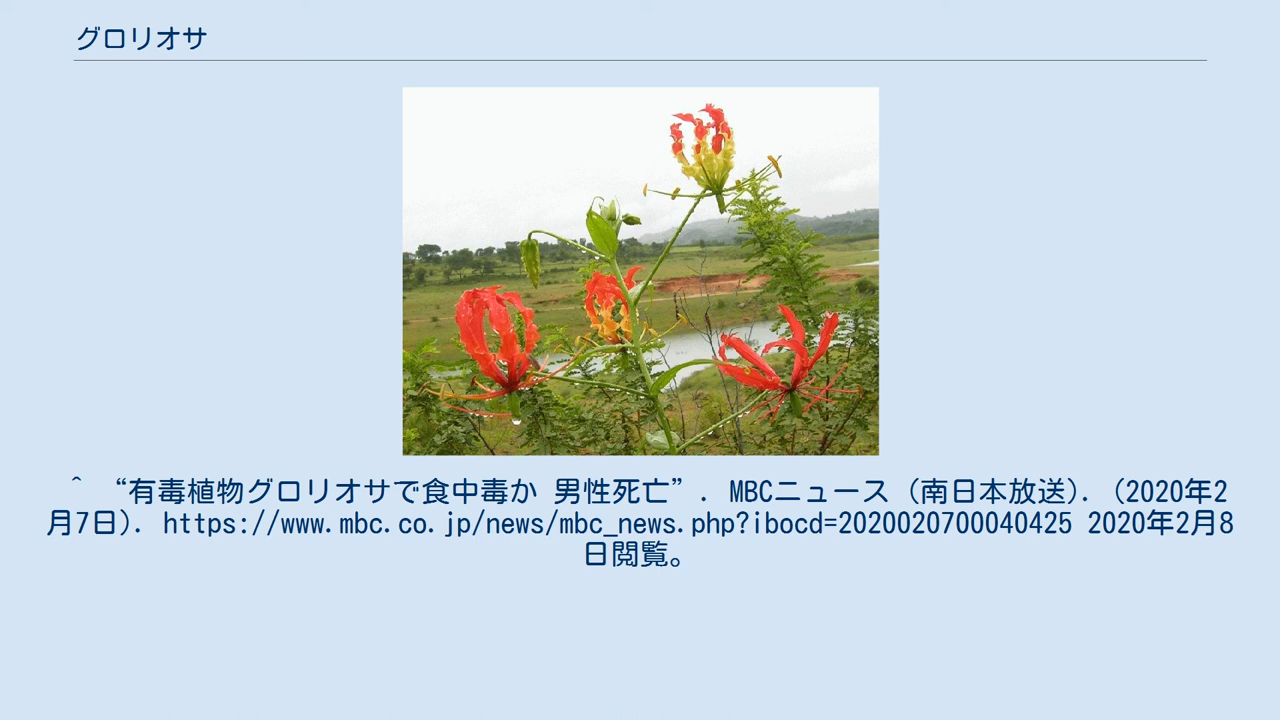 グロリオサ
^ “有毒植物グロリオサで食中毒か 男性死亡”. MBCニュース (南日本放送). (2020年2
月7日). https://www.mbc.co.jp/news/mbc_news.php?ibocd=2020020700040425 2020年2月8
日閲覧。